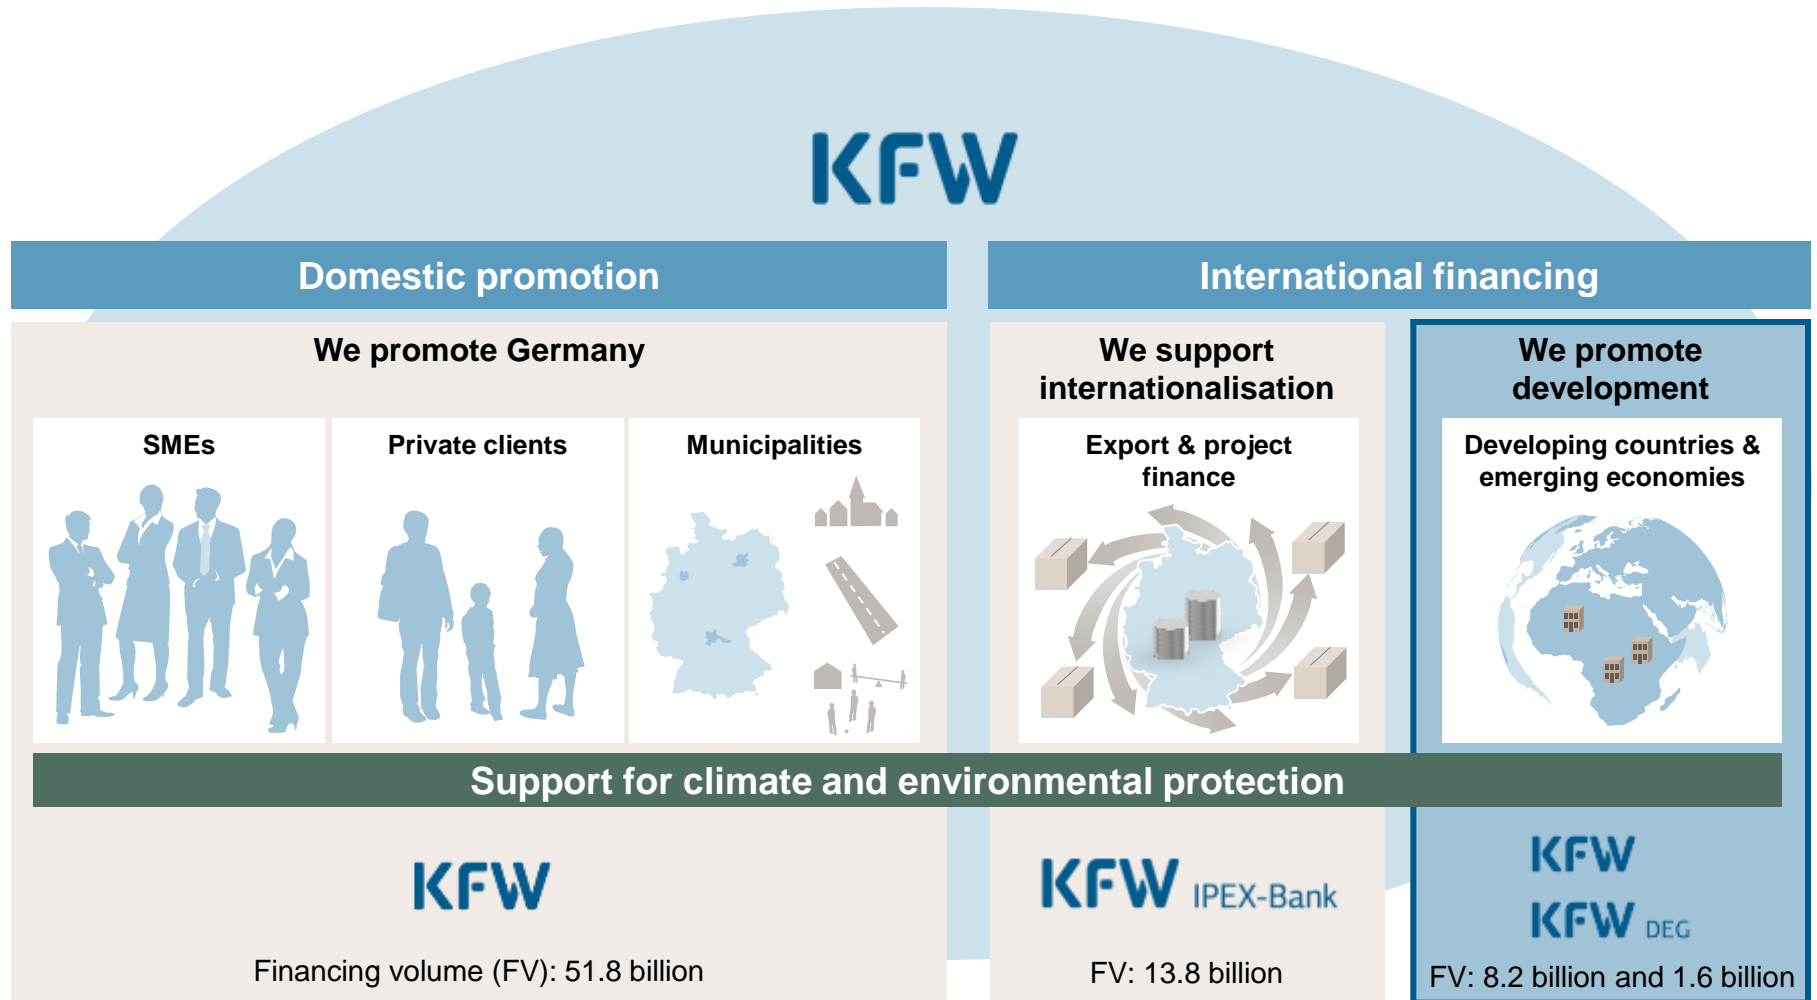 KFW
Domestic promotion
International financing
We promote Germany
We support
internationalisation
We promote
development
SMEs
Private clients
Municipalities
Export & project
finance
Developing countries &
emerging economies
Support for climate and environmental protection
KFW
KFW IPEX-Bank
KFW
KFW DEG
Financing volume (FV): 51.8 billion
FV: 13.8 billion
FV: 8.2 billion and 1.6 billion